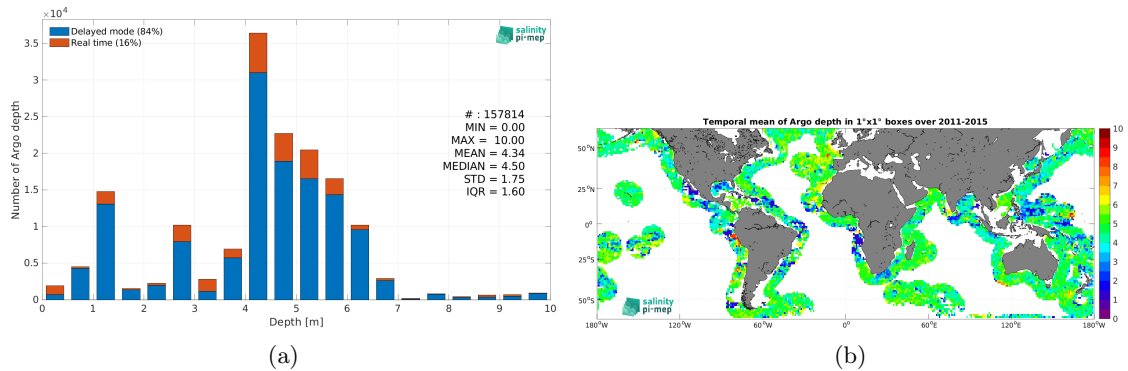 ×10⁴
3.5
3
2.5
2
1.5
1
0.5
0
Number of Argo depth
Delayed mode (84%)
Real time (16%)
salinity
pi-mep
# : 157814
MIN = 0.00
MAX = 10.00
MEAN = 4.34
MEDIAN = 4.50
STD = 1.75
IQR = 1.60
0 1 2 3 4 5 6 7 8 9 10
Depth [m]
(a)
Temporal mean of Argo depth in 1°x1° boxes over 2011-2015
50°N
25°N
0°
25°S
50°S
180°W 120°W 60°W 0° 60°E 120°E 180°W
salinity
pi-mep
10
9
8
7
6
5
4
3
2
1
0
(b)